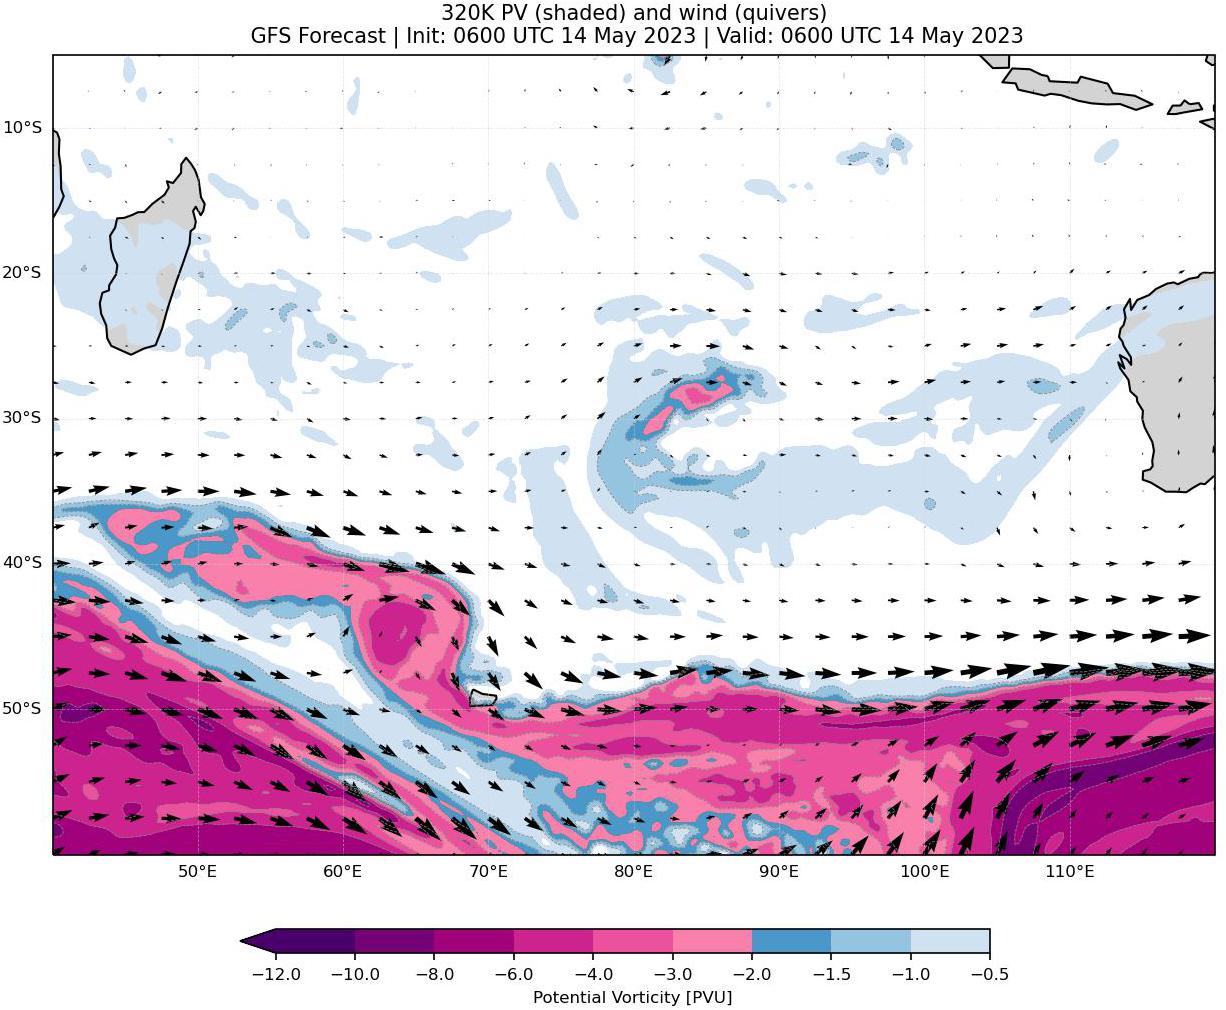 320K PV (shaded) and wind (quivers)
GFS Forecast | Init: 0600 UTC 14 May 2023 | Valid: 0600 UTC 14 May 2023
10°S
20°S
30°S
40°S
50°S
50°E 60°E 70°E 80°E 90°E 100°E 110°E
−12.0 −10.0 −8.0 −6.0 −4.0 −3.0 −2.0 −1.5 −1.0 −0.5
Potential Vorticity [PVU]